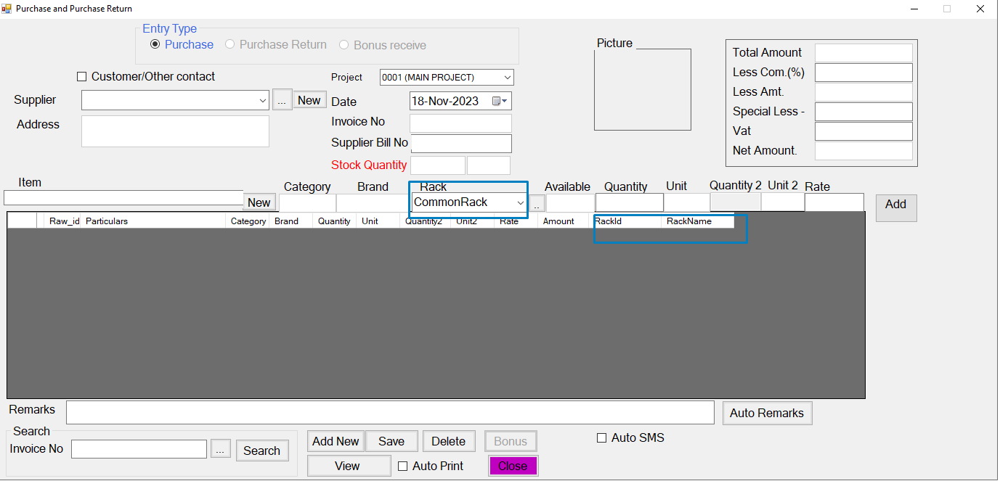 Purchase and Purchase Return
Entry Type
Purchase Purchase Return Bonus receive
Picture
Total Amount
Less Com.(%)
Less Amt.
Special Less -
Vat
Net Amount.
Customer/Other contact
Project 0001 (MAIN PROJECT)
Supplier ... New
Date 18-Nov-2023
Address
Invoice No
Supplier Bill No
Stock Quantity
Item Category Brand Rack Available Quantity Unit Quantity 2 Unit 2 Rate
New CommonRack .. Add
Raw_id Particulars Category Brand Quantity Unit Quantity2 Unit2 Rate Amount RackId RackName
Remarks Auto Remarks
Search
Invoice No ... Search
Add New Save Delete Bonus Auto SMS
View Auto Print Close